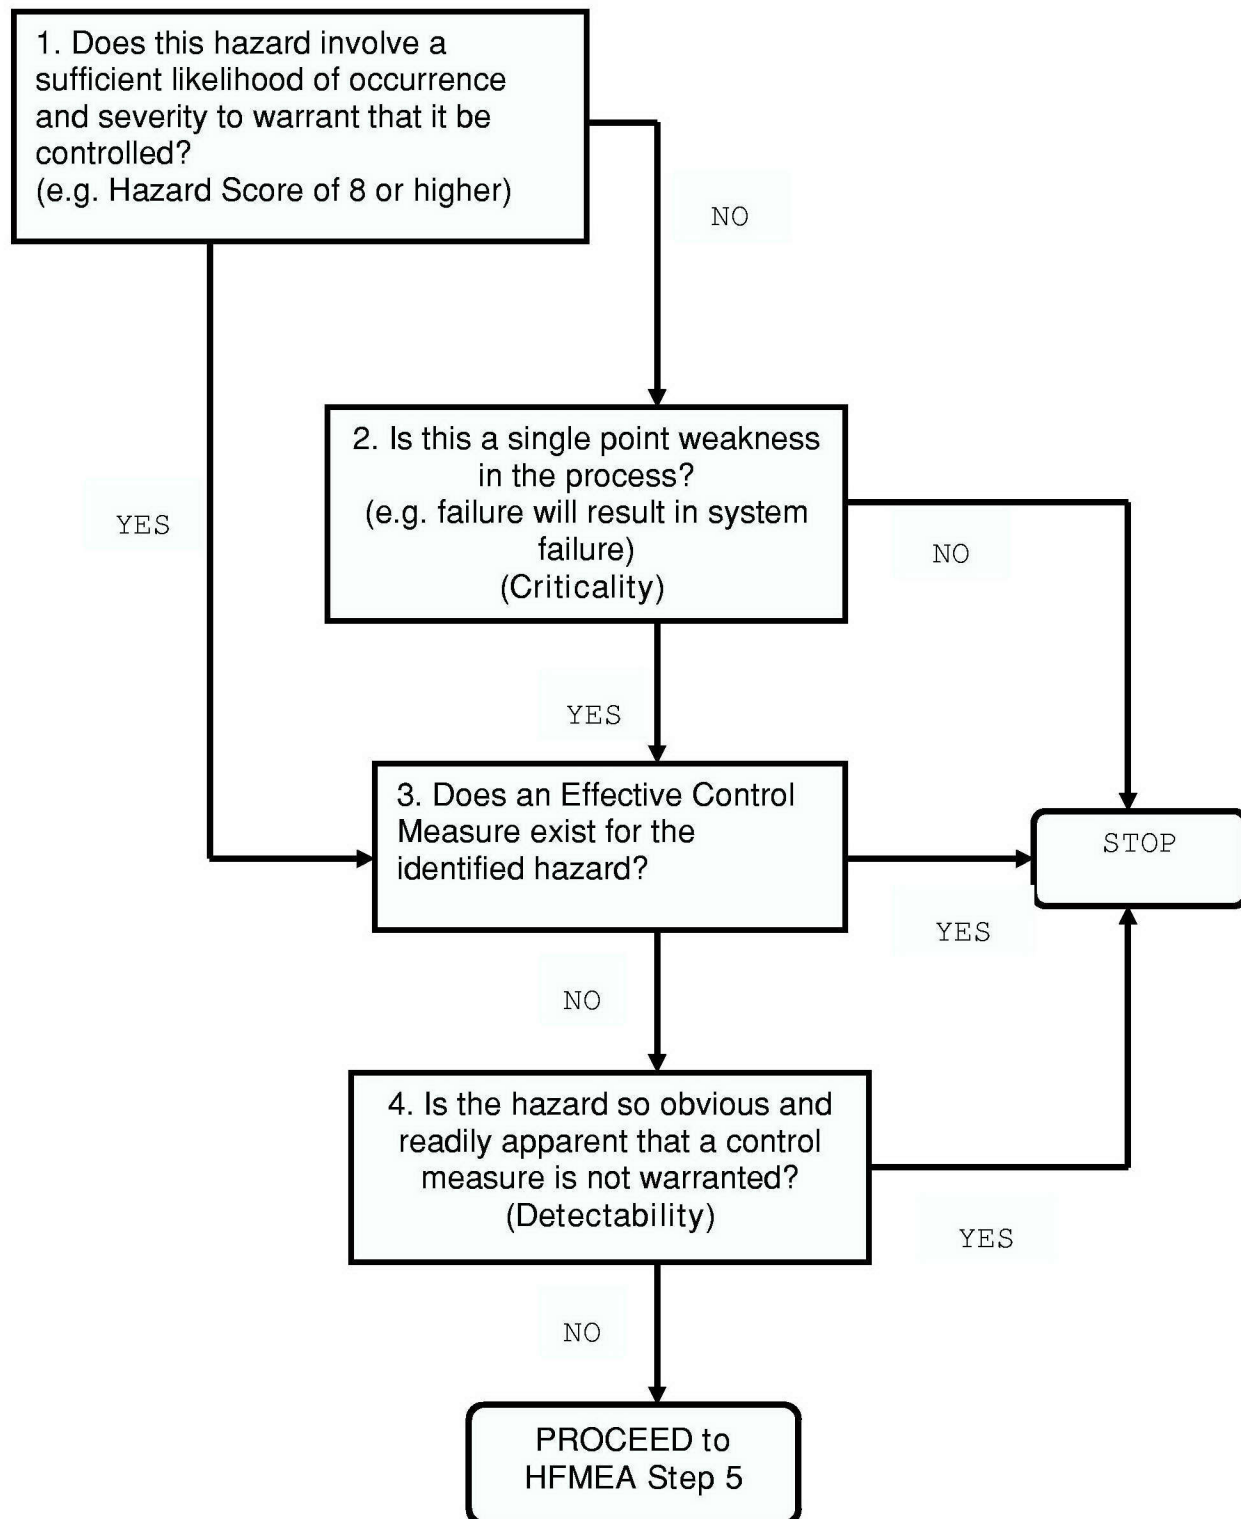 1. Does this hazard involve a
sufficient likelihood of occurrence
and severity to warrant that it be
controlled?
(e.g. Hazard Score of 8 or higher)
NO
YES
2. Is this a single point weakness
in the process?
(e.g. failure will result in system
failure)
(Criticality)
NO
YES
3. Does an Effective Control
Measure exist for the
identified hazard?
STOP
YES
NO
4. Is the hazard so obvious and
readily apparent that a control
measure is not warranted?
(Detectability)
YES
NO
PROCEED to
HFMEA Step 5